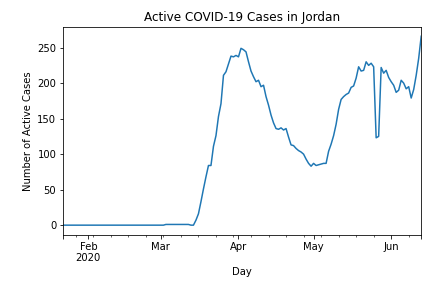 Active COVID-19 Cases in Jordan
Number of Active Cases
250
200
150
100
50
0
Feb
2020
Mar
Apr
May
Jun
Day